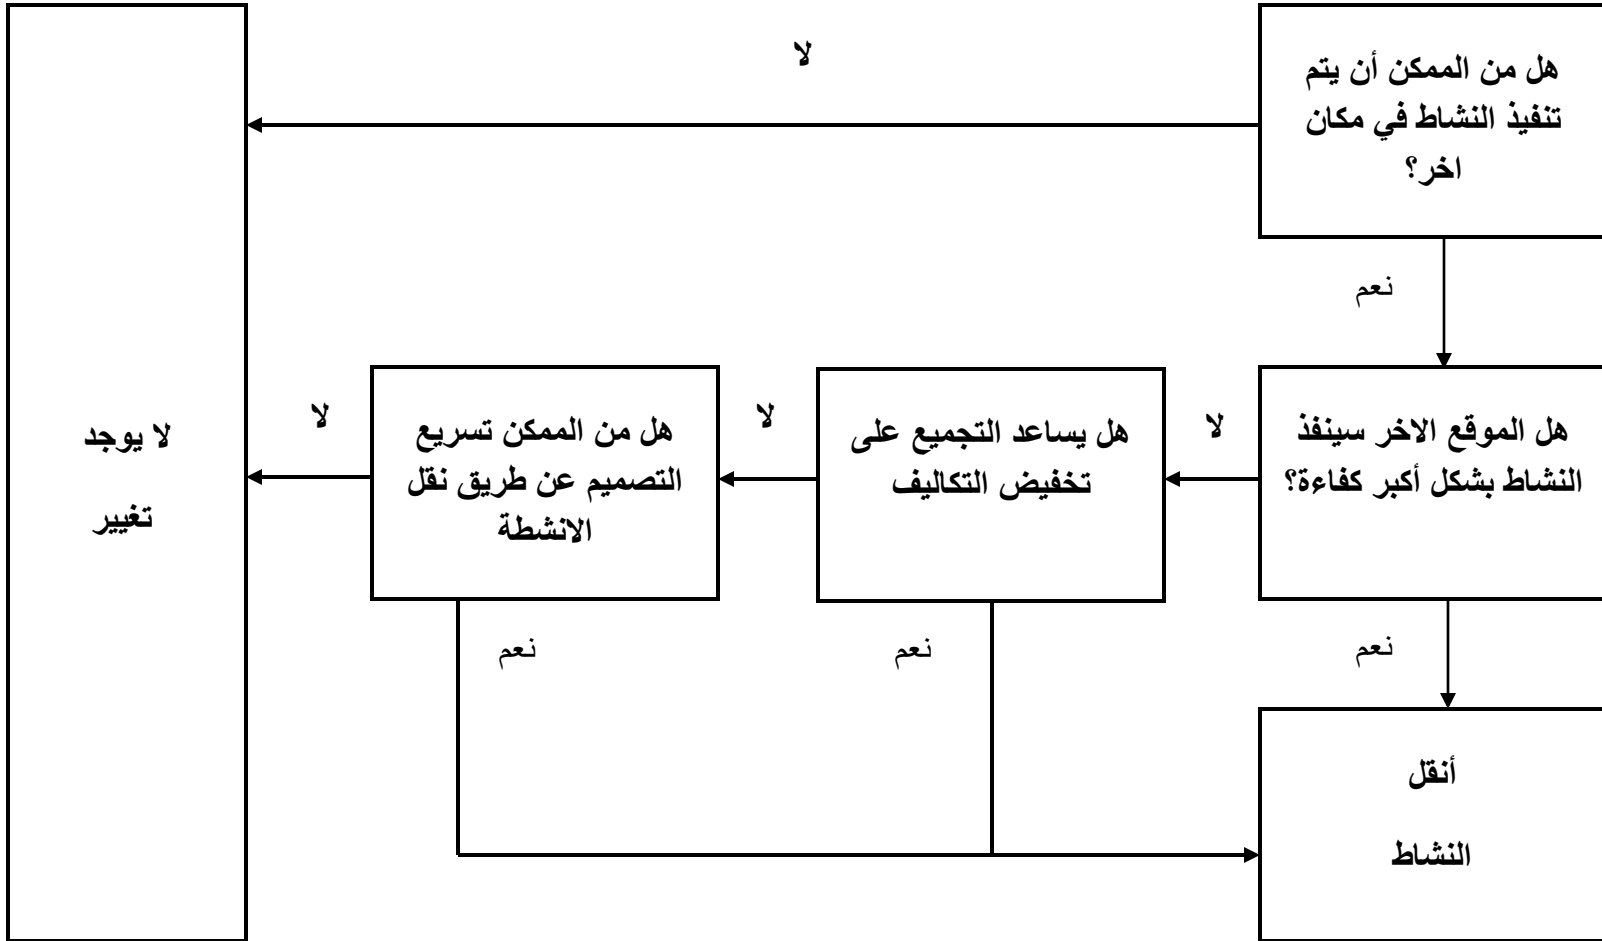 هل من الممكن أن يتم
تنفيذ النشاط في مكان
اخر؟
لا
نعم
هل الموقع الاخر سينفذ
النشاط بشكل أكبر كفاءة؟
لا
هل يساعد التجميع على
تخفيض التكاليف
لا
هل من الممكن تسريع
التصميم عن طريق نقل
الانشطة
لا
لا يوجد
تغيير
نعم
نعم
نعم
أنقل
النشاط